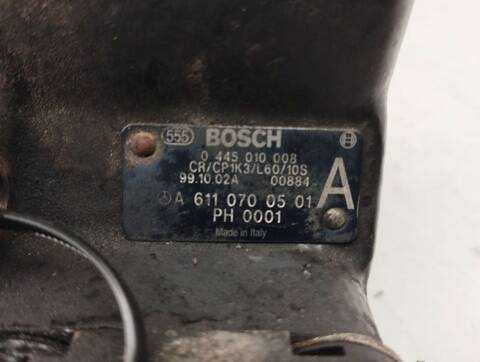 555 BOSCH
0 445 010 008
CR/CP1K3/L60/10S
99.10.02A 00884
A 611 070 05 01 A
PH 0001
Made in Italy